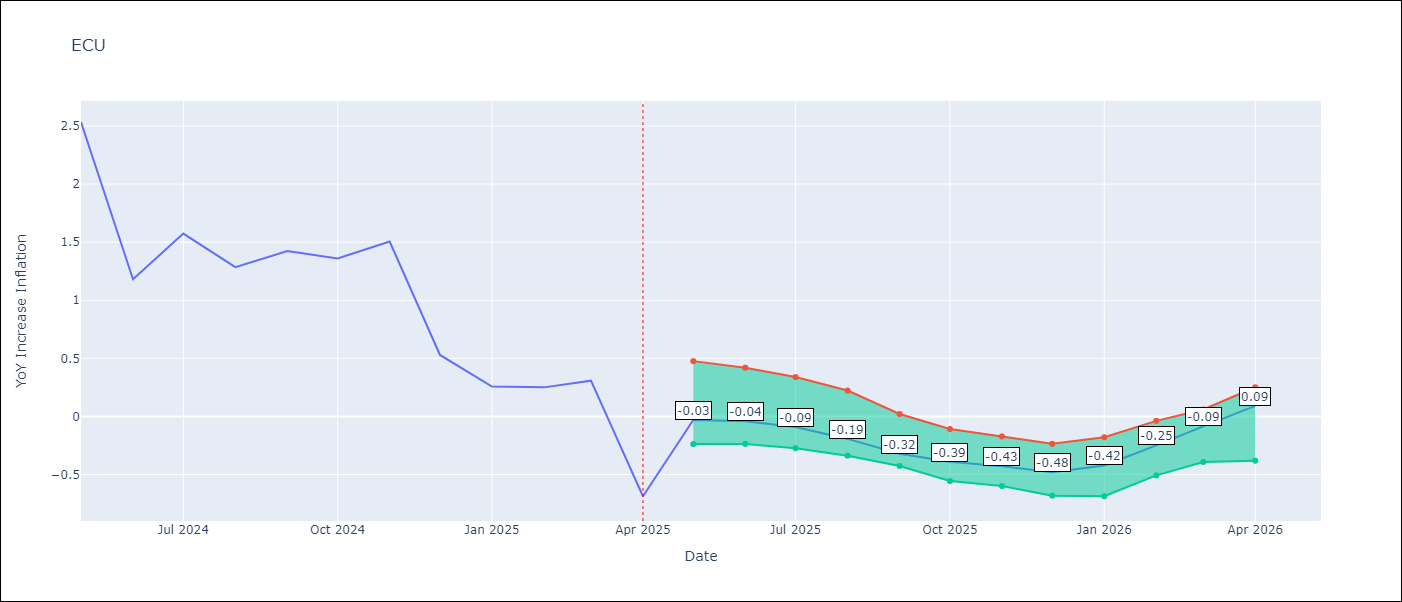 ECU
YoY Increase Inflation
2.5
2
1.5
1
0.5
0
−0.5
-0.03
-0.04
-0.09
-0.19
-0.32
-0.39
-0.43
-0.48
-0.42
-0.25
-0.09
0.09
Jul 2024
Oct 2024
Jan 2025
Apr 2025
Jul 2025
Oct 2025
Jan 2026
Apr 2026
Date